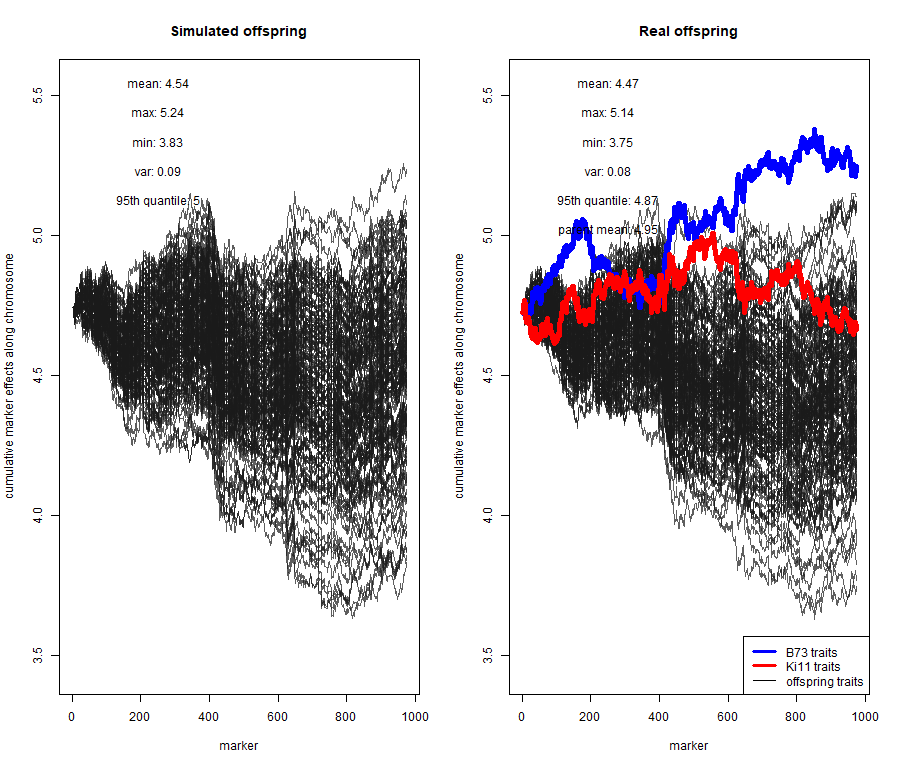 Simulated offspring
mean: 4.54
max: 5.24
min: 3.83
var: 0.09
95th quantile: 5
cumulative marker effects along chromosome
5.5
5.0
4.5
4.0
3.5
0 200 400 600 800 1000
marker
Real offspring
mean: 4.47
max: 5.14
min: 3.75
var: 0.08
95th quantile: 4.87
parent mean: 4.95
cumulative marker effects along chromosome
5.5
5.0
4.5
4.0
3.5
B73 traits
Ki11 traits
offspring traits
0 200 400 600 800 1000
marker